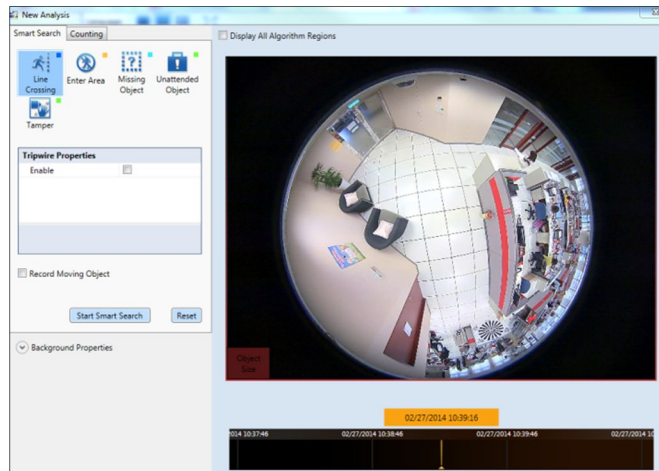 New Analysis
Smart Search Counting
Display All Algorithm Regions
Line Crossing
Enter Area
Missing Object
Unattended Object
Tamper
Tripwire Properties
Enable
Record Moving Object
Start Smart Search Reset
Background Properties
Object Size
02/27/2014 10:39:16
2014 10:37:46 02/27/2014 10:38:46 02/27/2014 10:39:46 02/27/2014 10